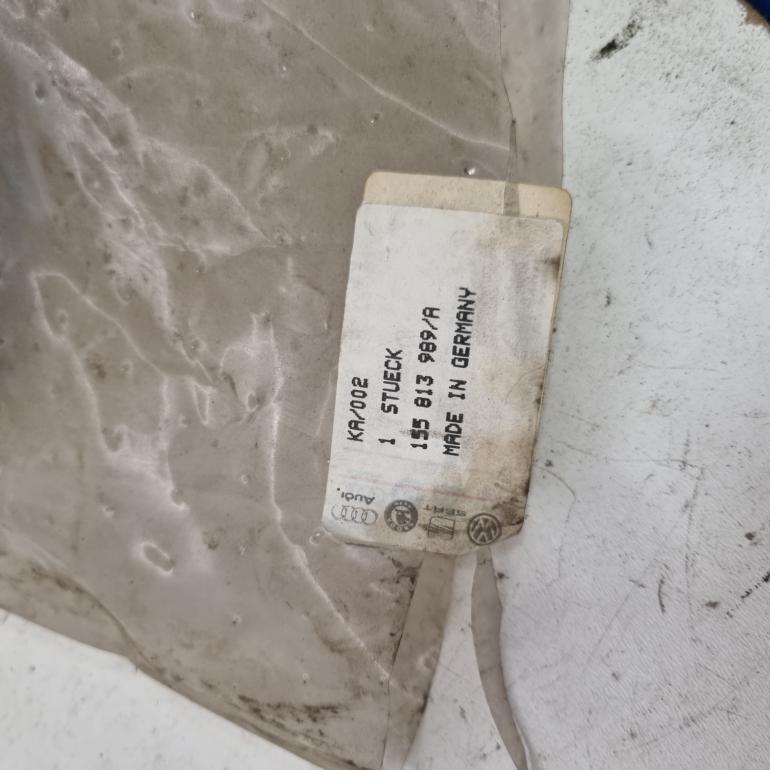 KA/002
1 STUECK
155 813 989/A
MADE IN GERMANY
Audi
SEAT